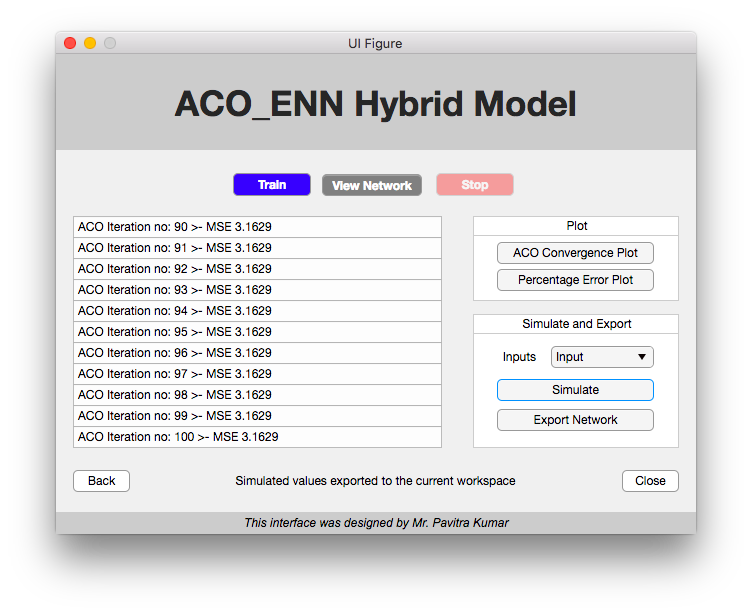 UI Figure
ACO_ENN Hybrid Model
Train
View Network
Stop
ACO Iteration no: 90 >- MSE 3.1629
ACO Iteration no: 91 >- MSE 3.1629
ACO Iteration no: 92 >- MSE 3.1629
ACO Iteration no: 93 >- MSE 3.1629
ACO Iteration no: 94 >- MSE 3.1629
ACO Iteration no: 95 >- MSE 3.1629
ACO Iteration no: 96 >- MSE 3.1629
ACO Iteration no: 97 >- MSE 3.1629
ACO Iteration no: 98 >- MSE 3.1629
ACO Iteration no: 99 >- MSE 3.1629
ACO Iteration no: 100 >- MSE 3.1629
Plot
ACO Convergence Plot
Percentage Error Plot
Simulate and Export
Inputs Input
Simulate
Export Network
Back
Simulated values exported to the current workspace
Close
This interface was designed by Mr. Pavitra Kumar